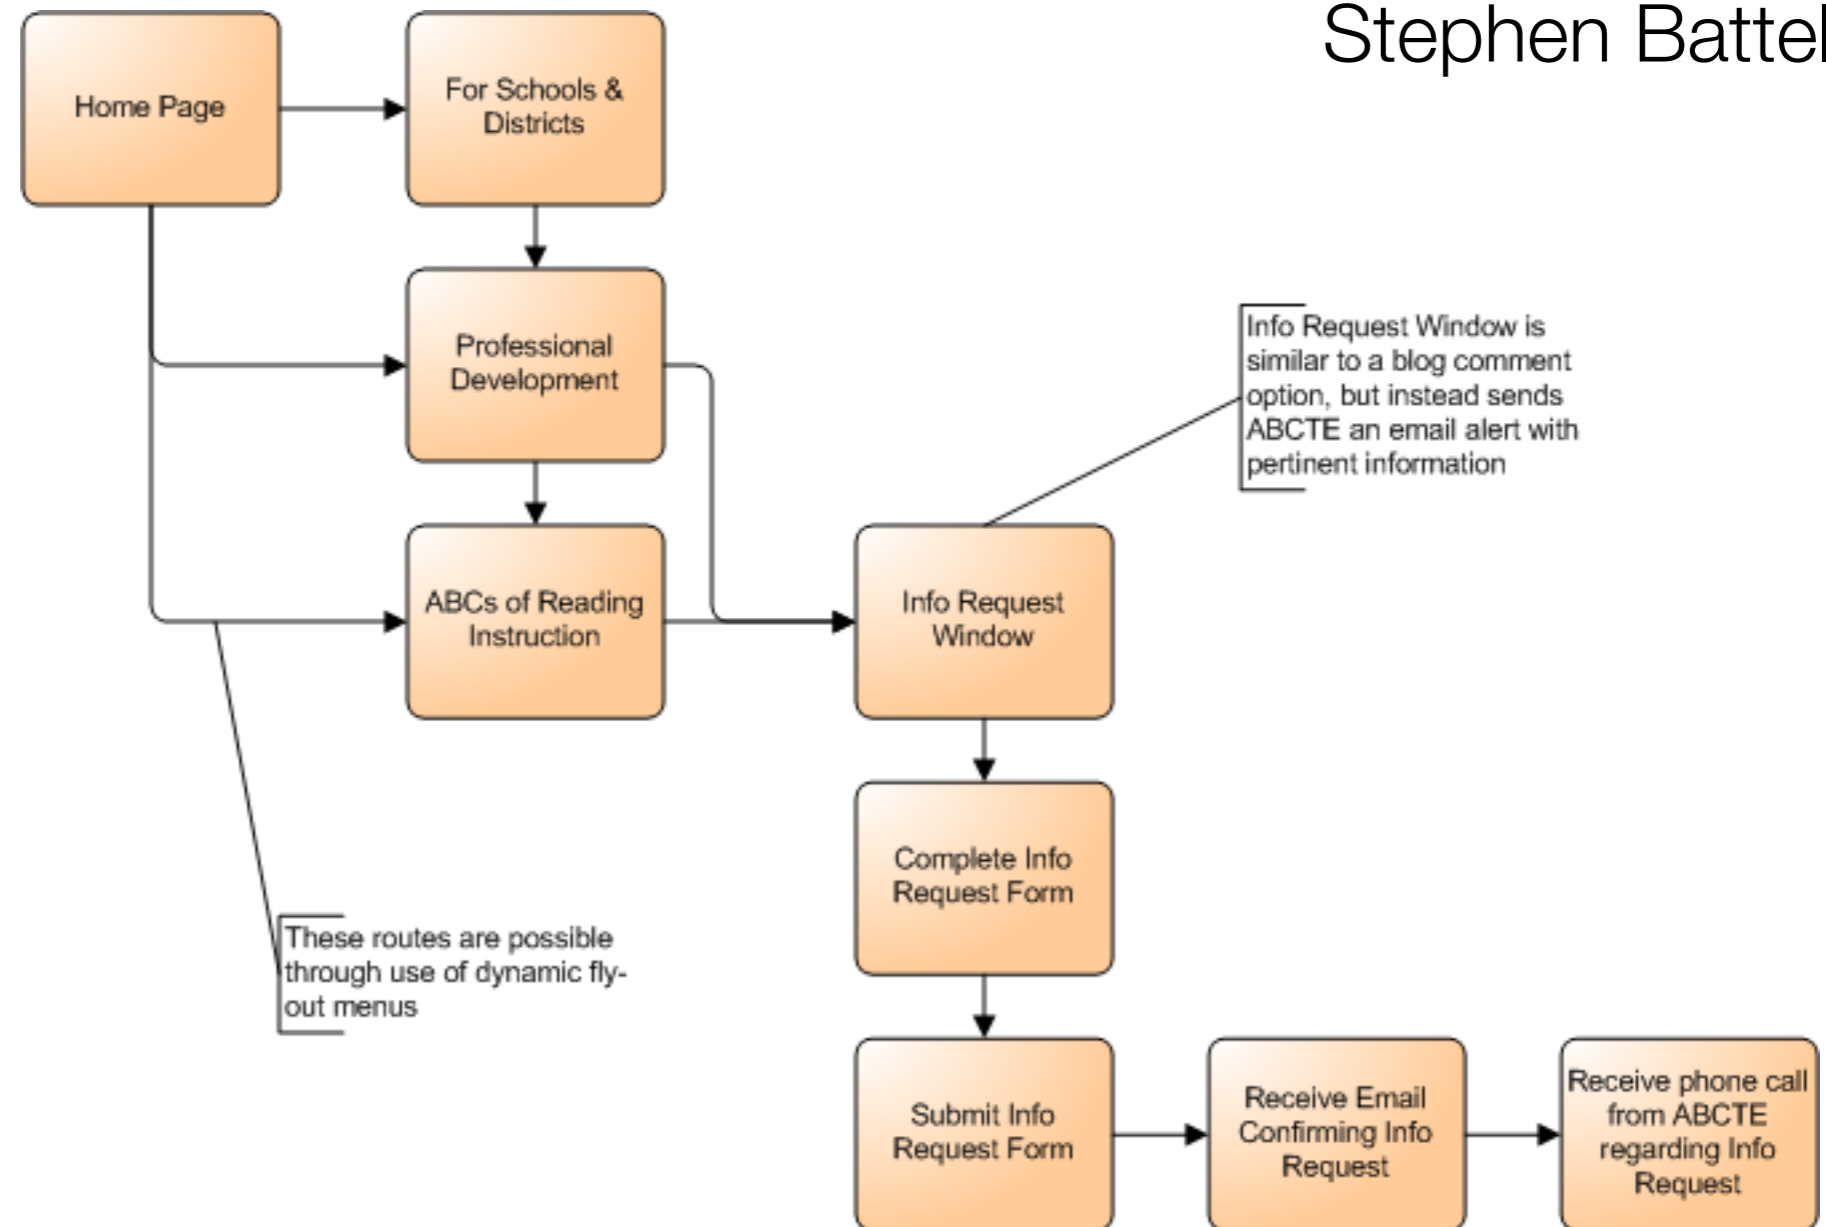 Stephen Battel
Home Page
For Schools &
Districts
Professional
Development
Info Request Window is
similar to a blog comment
option, but instead sends
ABCTE an email alert with
pertinent information
ABCs of Reading
Instruction
Info Request
Window
Complete Info
Request Form
These routes are possible
through use of dynamic fly-
out menus
Submit Info
Request Form
Receive Email
Confirming Info
Request
Receive phone call
from ABCTE
regarding Info
Request